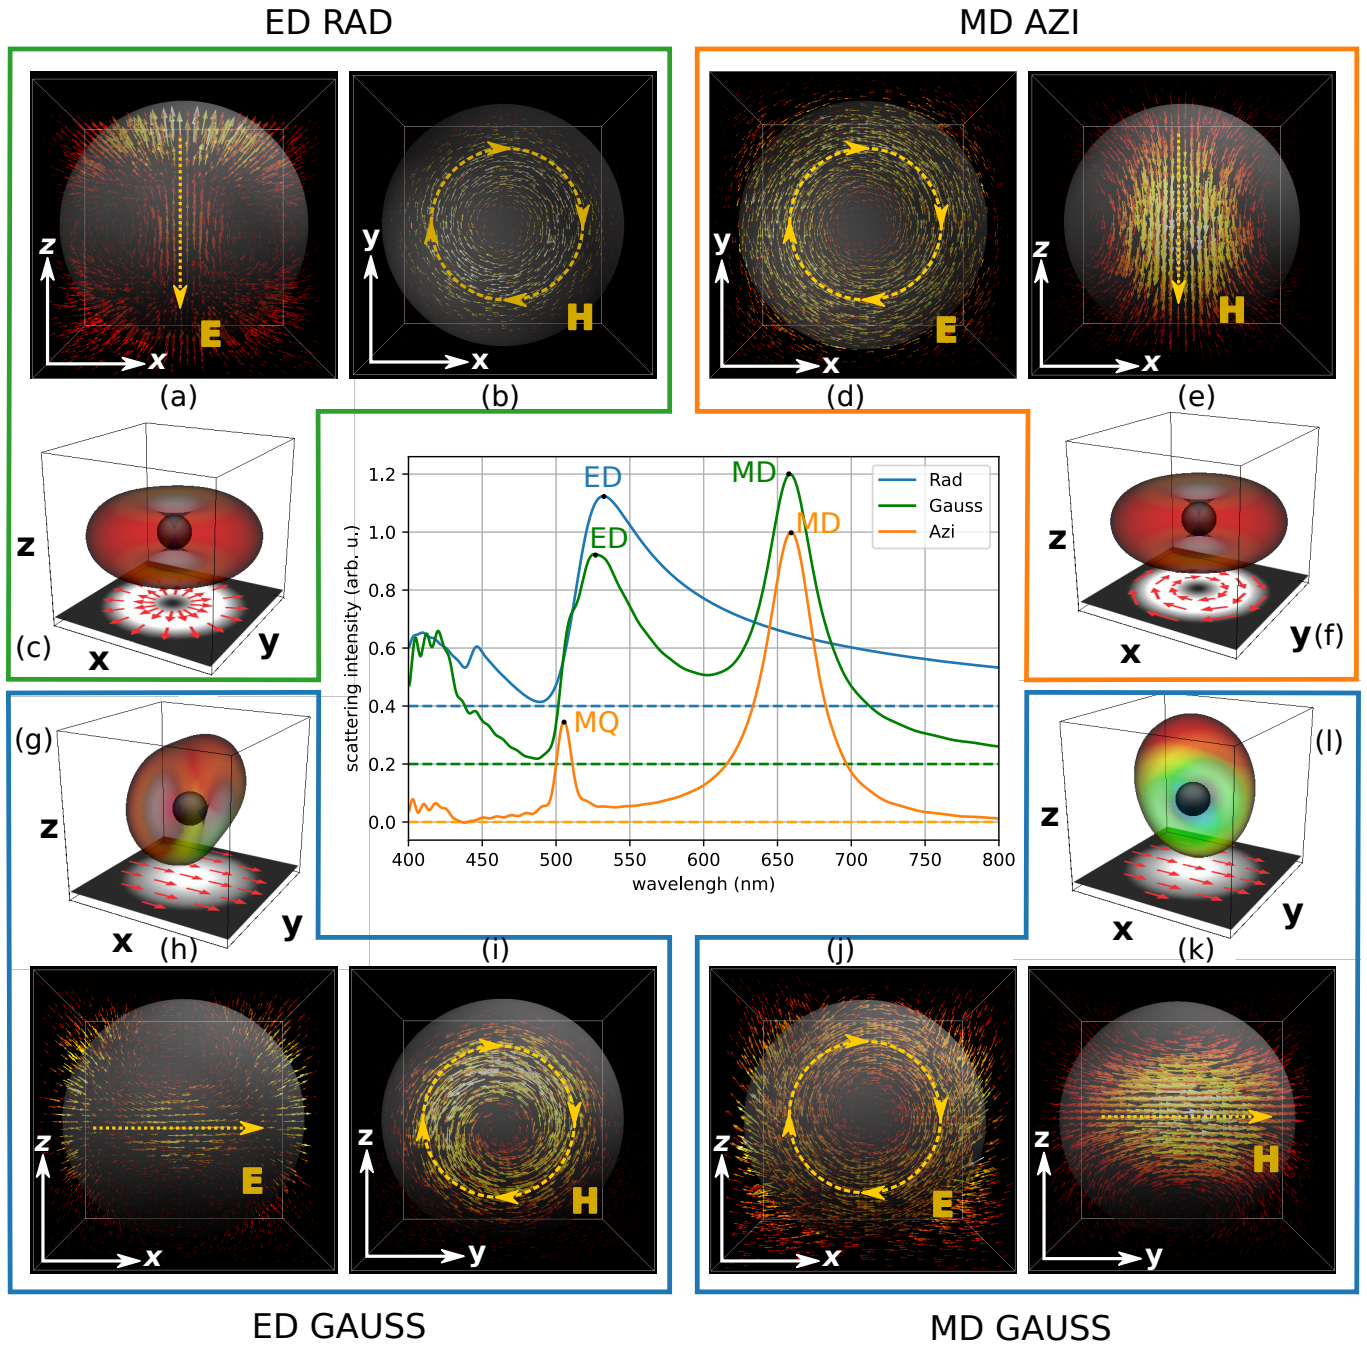 ED RAD
MD AZI
z
x
E
(a)
y
x
H
(b)
y
x
E
(d)
z
x
H
(e)
z
x
y
(c)
z
x
y
(f)
scattering intensity (arb. u.)
1.2
1.0
0.8
0.6
0.4
0.2
0.0
400
450
500
550
600
650
700
750
800
wavelengh (nm)
ED
ED
MD
MD
MQ
Rad
Gauss
Azi
(g)
z
x
y
(l)
z
x
y
(h)
z
x
E
(i)
z
y
H
(j)
z
x
E
(k)
z
y
H
ED GAUSS
MD GAUSS